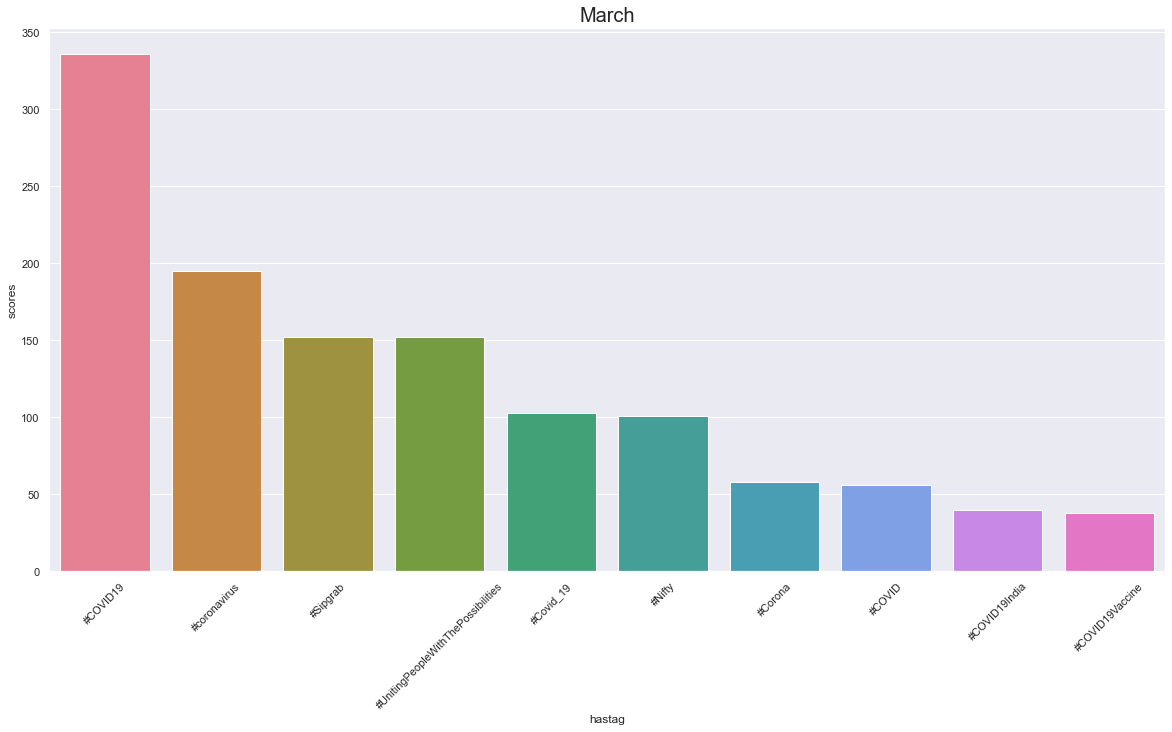 March
350
300
250
200
150
100
50
0
scores
#COVID19
#coronavirus
#Sipgrab
#UnitingPeopleWithThePossibilities
#Covid_19
#Nifty
#Corona
#COVID
#COVID19India
#COVID19Vaccine
hastag